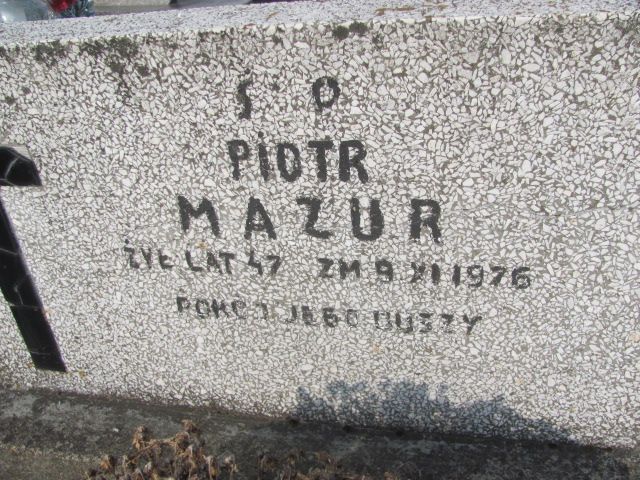 Ś P
PIOTR
MAZUR
ŻYŁ LAT 47 ZM 9 XI 1976
POKÓJ JEGO DUSZY